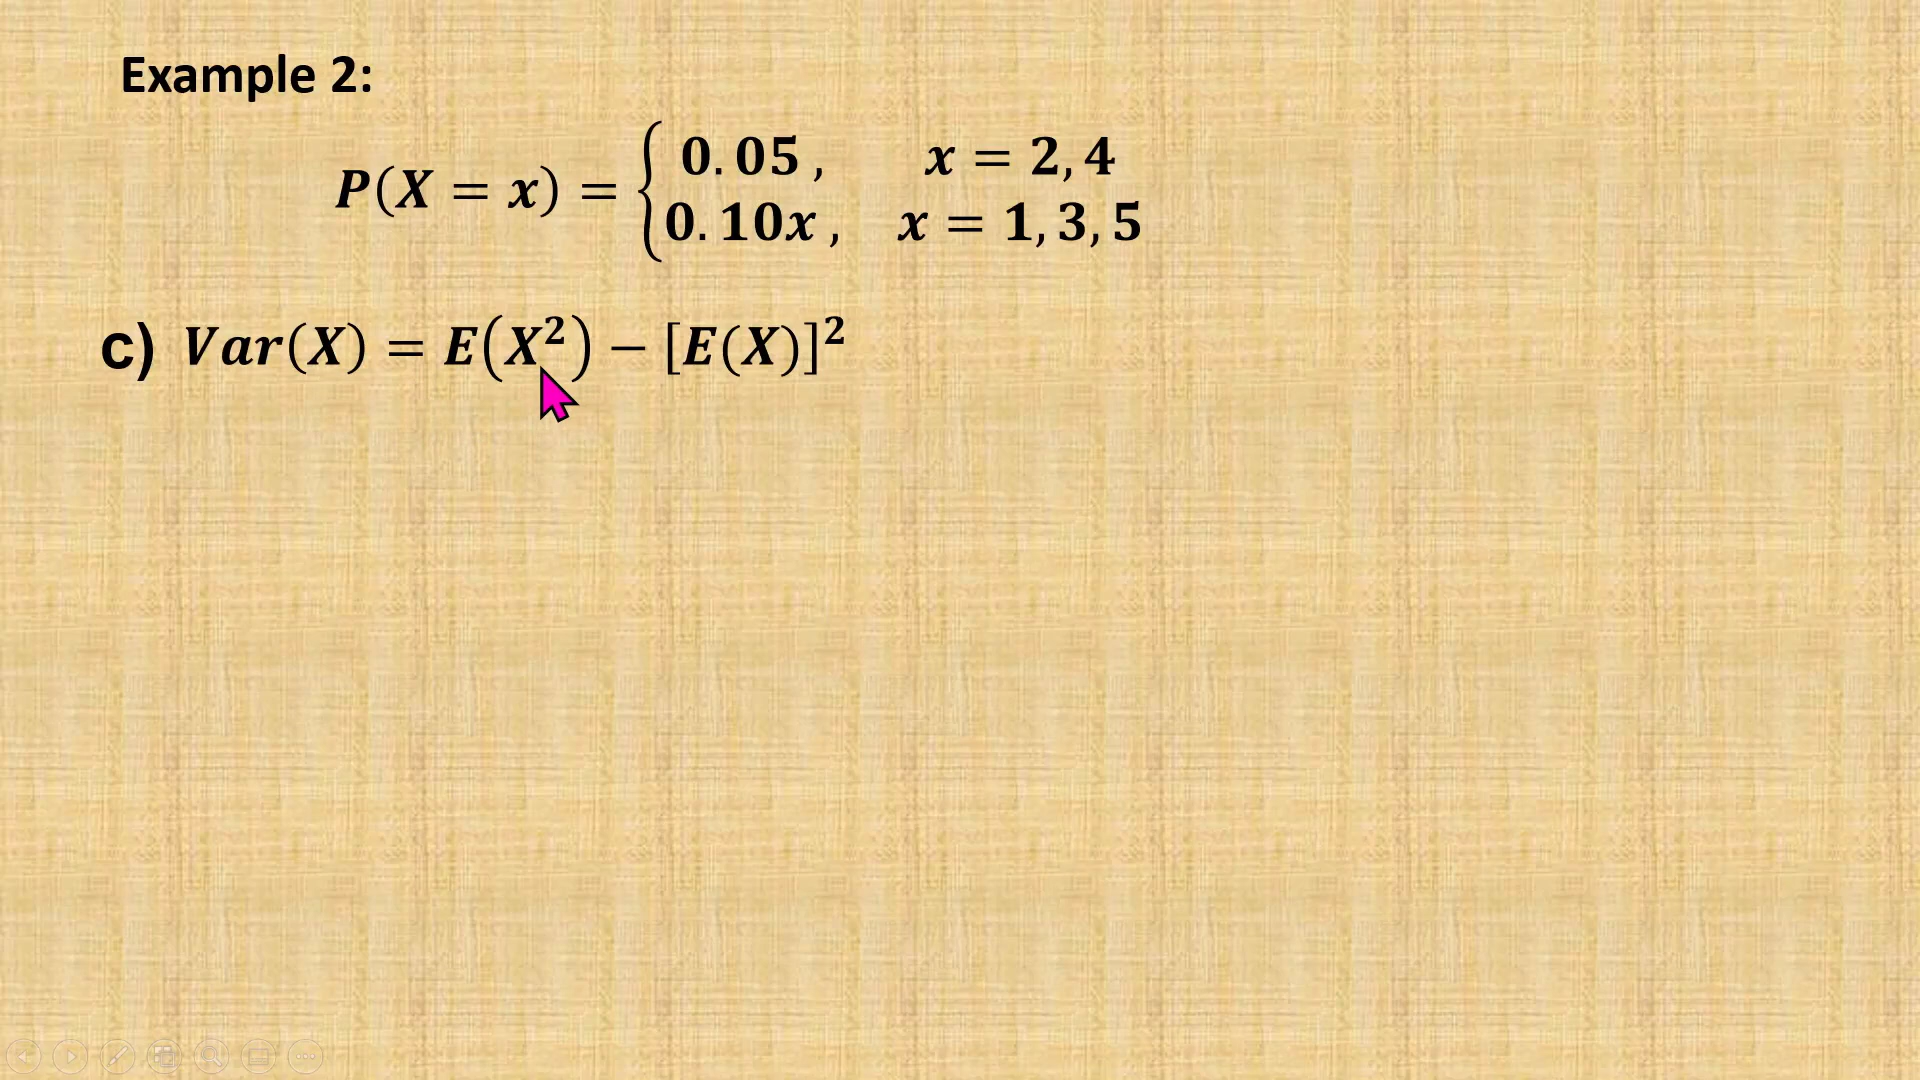 Example 2:
P(X = x) = { 0.05 , x = 2, 4
0.10x , x = 1, 3, 5
c) Var(X) = E(X²) − [E(X)]²